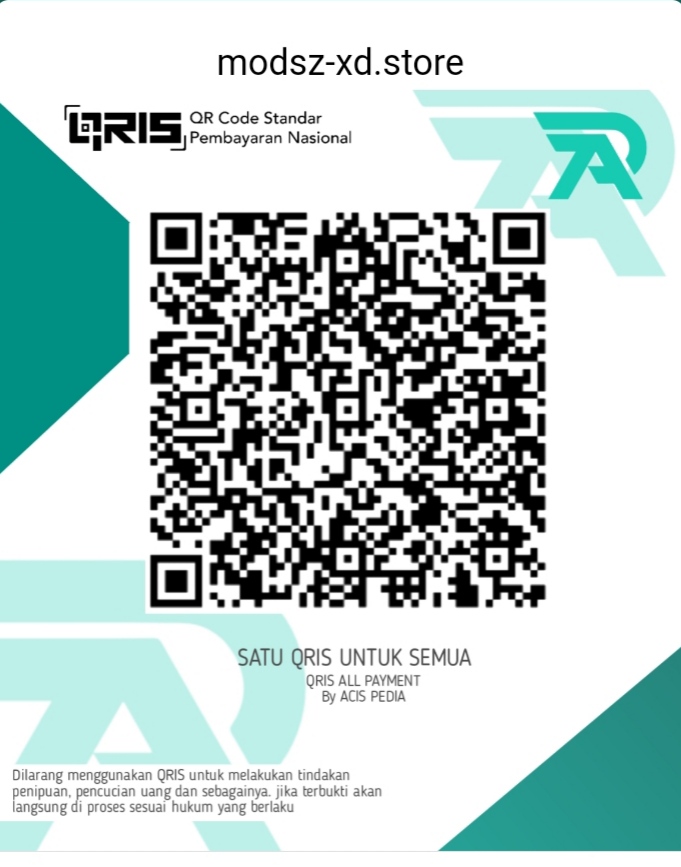 modsz-xd.store
QRIS
QR Code Standar
Pembayaran Nasional
SATU QRIS UNTUK SEMUA
QRIS ALL PAYMENT
By ACIS PEDIA
Dilarang menggunakan QRIS untuk melakukan tindakan
penipuan, pencucian uang dan sebagainya. jika terbukti akan
langsung di proses sesuai hukum yang berlaku